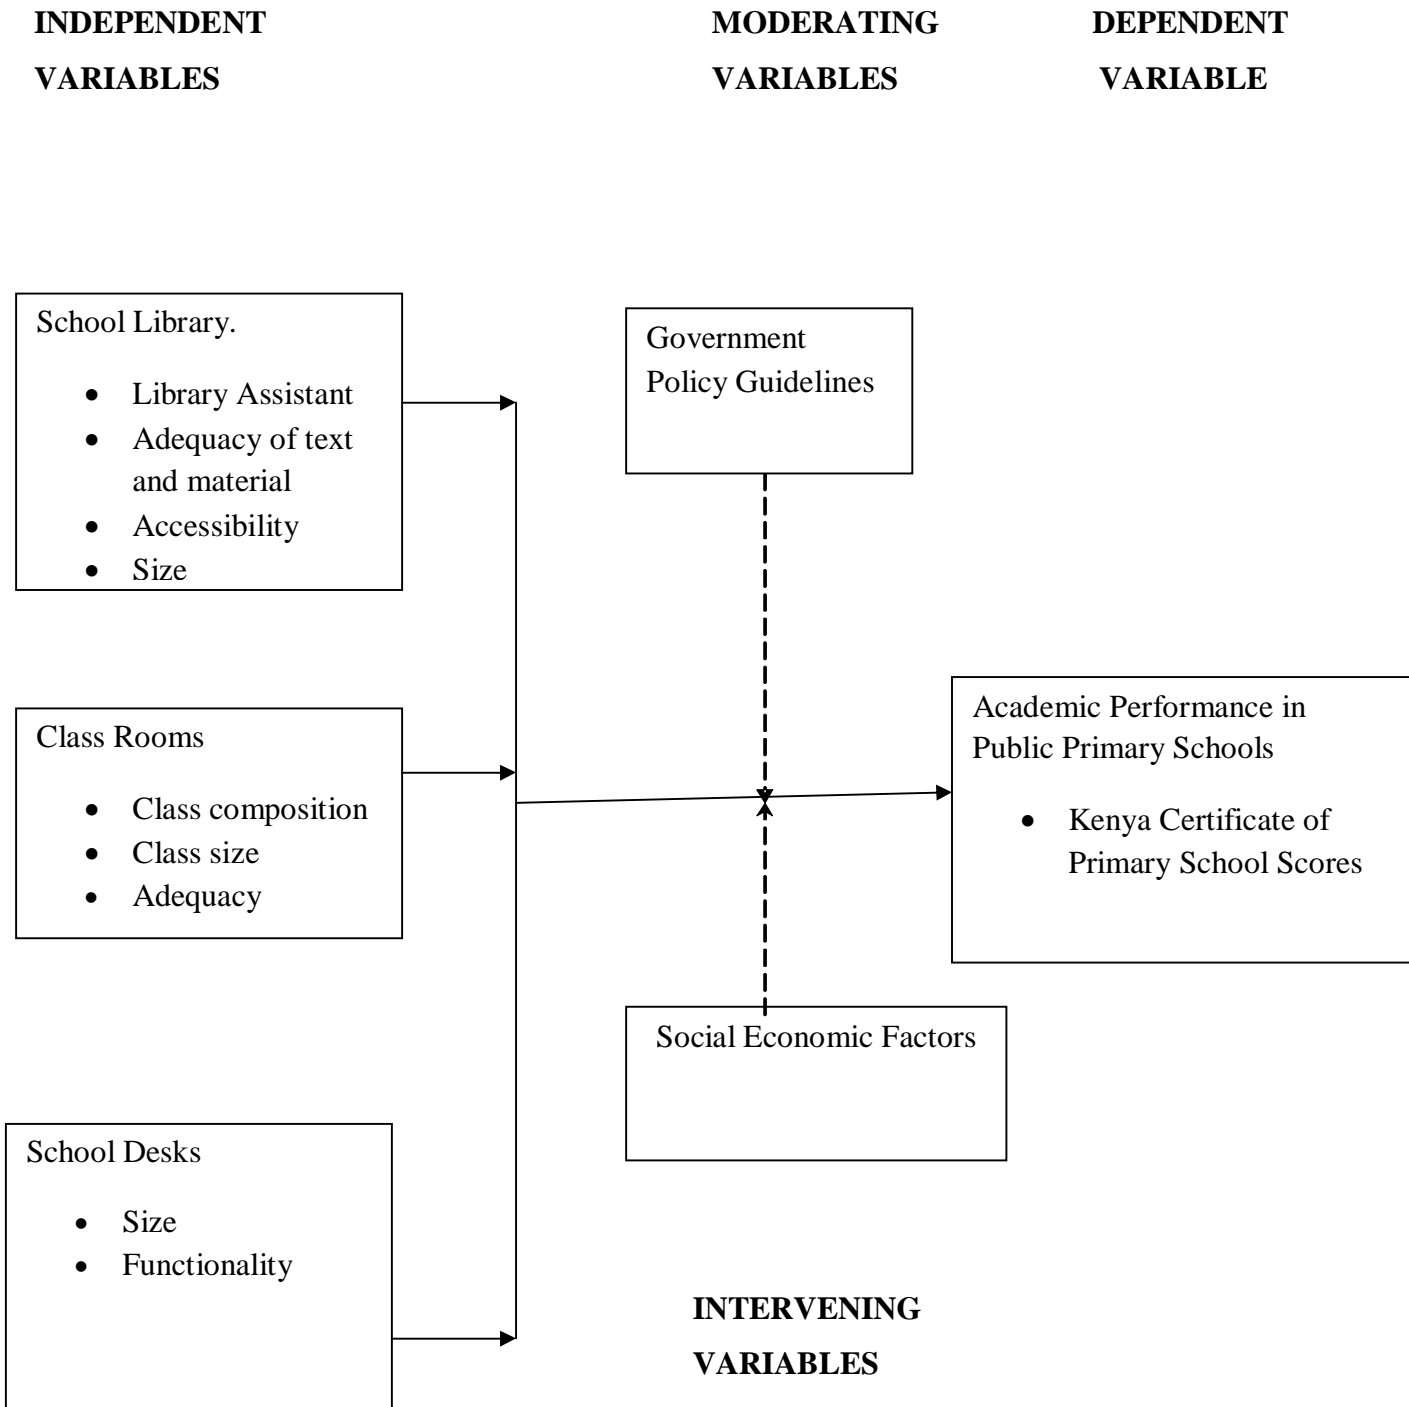 INDEPENDENT
VARIABLES
MODERATING
VARIABLES
DEPENDENT
VARIABLE
School Library.
• Library Assistant
• Adequacy of text
and material
• Accessibility
• Size
Government
Policy Guidelines
Class Rooms
• Class composition
• Class size
• Adequacy
Academic Performance in
Public Primary Schools
• Kenya Certificate of
Primary School Scores
Social Economic Factors
School Desks
• Size
• Functionality
INTERVENING
VARIABLES